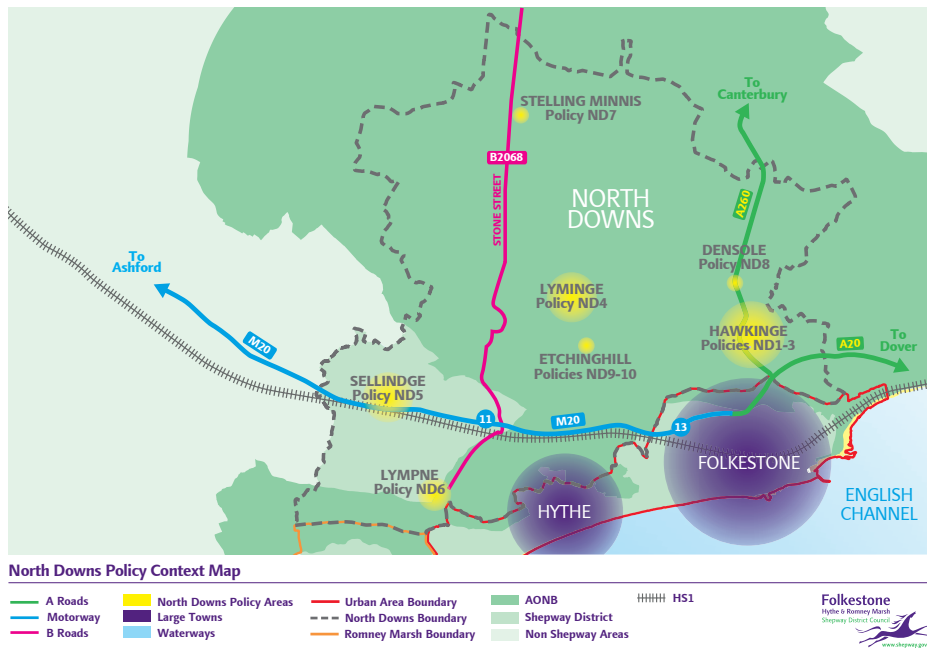 To
Canterbury
STELLING MINNIS
Policy ND7
B2068
STONE STREET
NORTH
DOWNS
A260
DENSOLE
Policy ND8
To
Ashford
LYMINGE
Policy ND4
HAWKINGE
Policies ND1-3
A20
To
Dover
M20
ETCHINGHILL
Policies ND9-10
SELLINDGE
Policy ND5
11
M20
13
FOLKESTONE
LYMPNE
Policy ND6
HYTHE
ENGLISH
CHANNEL
North Downs Policy Context Map
A Roads
Motorway
B Roads
North Downs Policy Areas
Large Towns
Waterways
Urban Area Boundary
North Downs Boundary
Romney Marsh Boundary
AONB
Shepway District
Non Shepway Areas
HS1
Folkestone
Hythe & Romney Marsh
Shepway District Council
www.shepway.gov